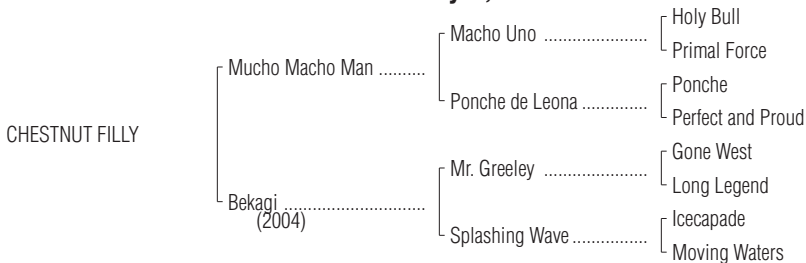 Holy Bull
Macho Uno ........................
Primal Force
Mucho Macho Man ..........
Ponche
Ponche de Leona ...............
Perfect and Proud
CHESTNUT FILLY
Gone West
Mr. Greeley ........................
Long Legend
Bekagi ................................
(2004)
Icecapade
Splashing Wave .................
Moving Waters